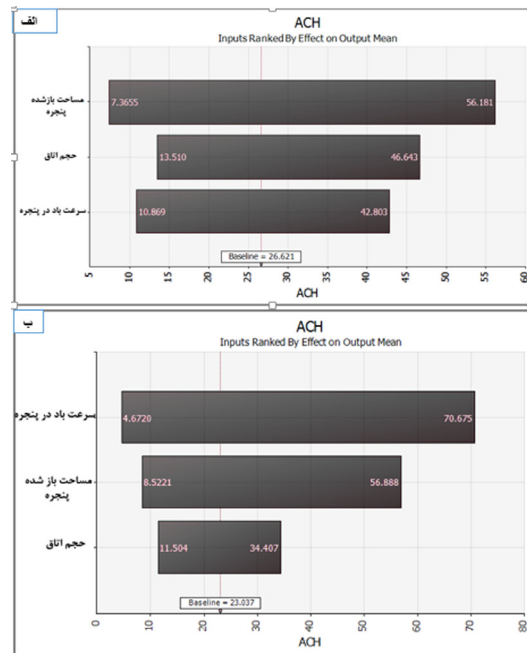 الف
ACH
Inputs Ranked By Effect on Output Mean
مساحت بازشده
پنجره
7.3655
56.181
حجم اتاق
13.510
46.643
سرعت باد در پنجره
10.869
42.803
Baseline = 26.621
5
10
15
20
25
30
35
40
45
50
55
60
ACH
ب
ACH
Inputs Ranked By Effect on Output Mean
سرعت باد در پنجره
4.6720
70.675
مساحت باز شده
پنجره
8.5221
56.888
حجم اتاق
11.504
34.407
Baseline = 23.037
0
10
20
30
40
50
60
70
80
ACH